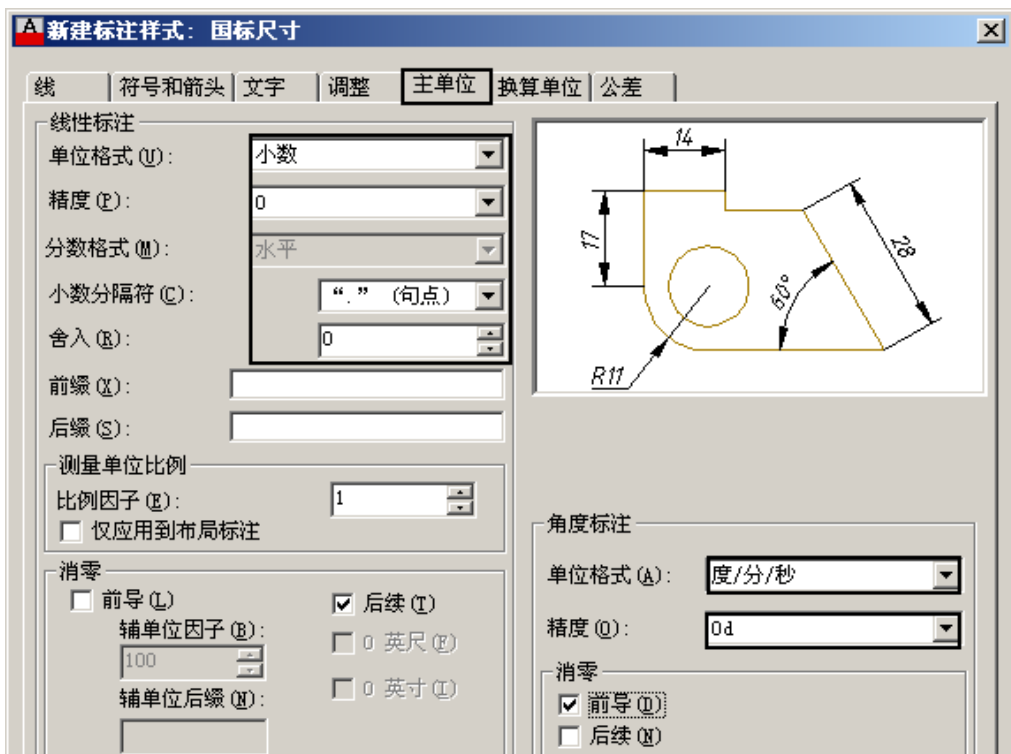 新建标注样式: 国标尺寸
线 符号和箭头 文字 调整 主单位 换算单位 公差
线性标注
单位格式(U): 小数
精度(P): 0
分数格式(M): 水平
小数分隔符(C): “.” (句点)
舍入(R): 0
前缀(X):
后缀(S):
测量单位比例
比例因子(E): 1
仅应用到布局标注
消零
前导(L)
后续(T)
辅单位因子(B):
100
0 英尺(F)
辅单位后缀(N):
0 英寸(I)
14
17
28
60°
R11
角度标注
单位格式(A): 度/分/秒
精度(O): 0d
消零
前导(D)
后续(N)